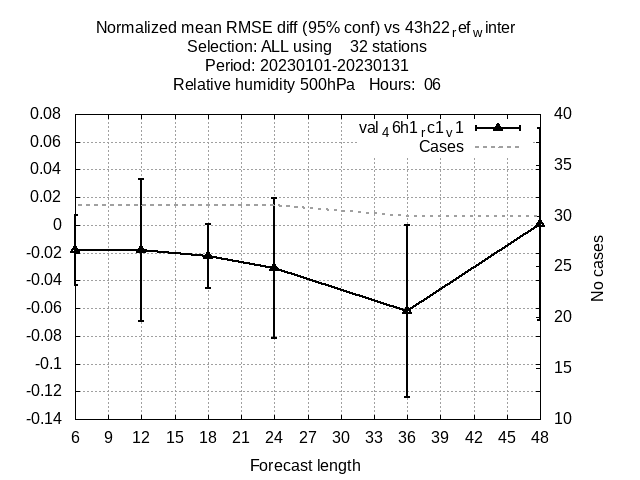 Normalized mean RMSE diff (95% conf) vs 43h22refwinter
Selection: ALL using    32 stations
Period: 20230101-20230131
Relative humidity 500hPa   Hours:  06
0.08
0.06
0.04
0.02
0
-0.02
-0.04
-0.06
-0.08
-0.1
-0.12
-0.14
val46h1rc1v1
Cases
40
35
30
25
20
15
10
No cases
6 9 12 15 18 21 24 27 30 33 36 39 42 45 48
Forecast length